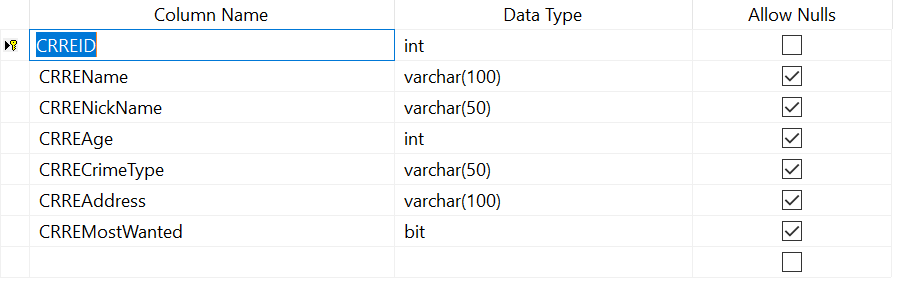 Column Name Data Type Allow Nulls
CRREID int
CRREName varchar(100)
CRRENickName varchar(50)
CRREAge int
CRRECrimeType varchar(50)
CRREAddress varchar(100)
CRREMostWanted bit